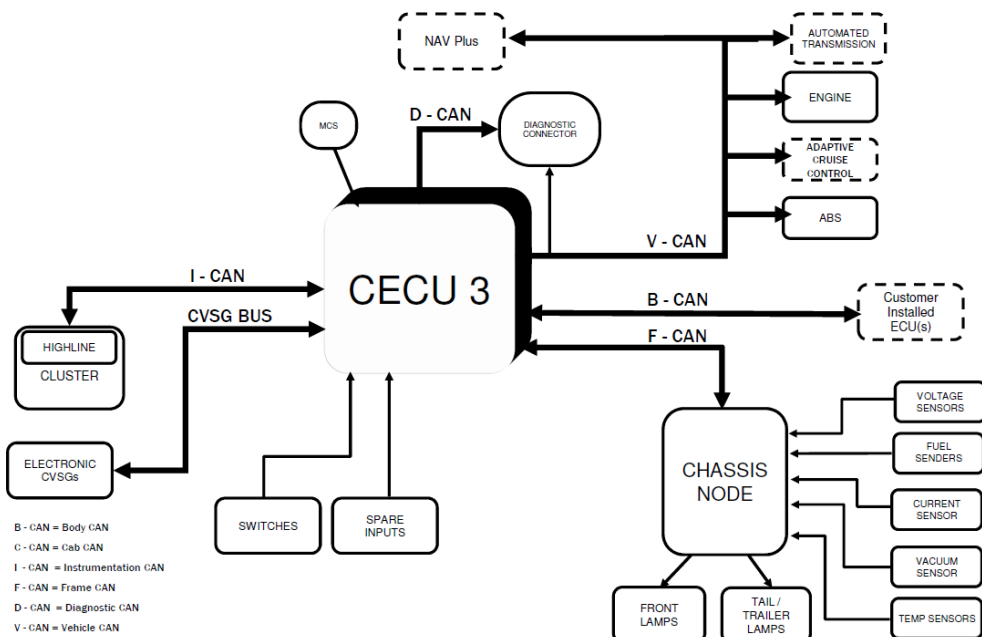 NAV Plus
AUTOMATED
TRANSMISSION
ENGINE
D - CAN
MCS
DIAGNOSTIC
CONNECTOR
ADAPTIVE
CRUISE
CONTROL
ABS
V - CAN
I - CAN
CECU 3
B - CAN
Customer
Installed
ECU(s)
CVSG BUS
F - CAN
HIGHLINE
CLUSTER
VOLTAGE
SENSORS
FUEL
SENDERS
ELECTRONIC
CVSGs
CHASSIS
NODE
CURRENT
SENSOR
SWITCHES
SPARE
INPUTS
VACUUM
SENSOR
FRONT
LAMPS
TAIL /
TRAILER
LAMPS
TEMP SENSORS
B - CAN = Body CAN
C - CAN = Cab CAN
I - CAN = Instrumentation CAN
F - CAN = Frame CAN
D - CAN = Diagnostic CAN
V - CAN = Vehicle CAN